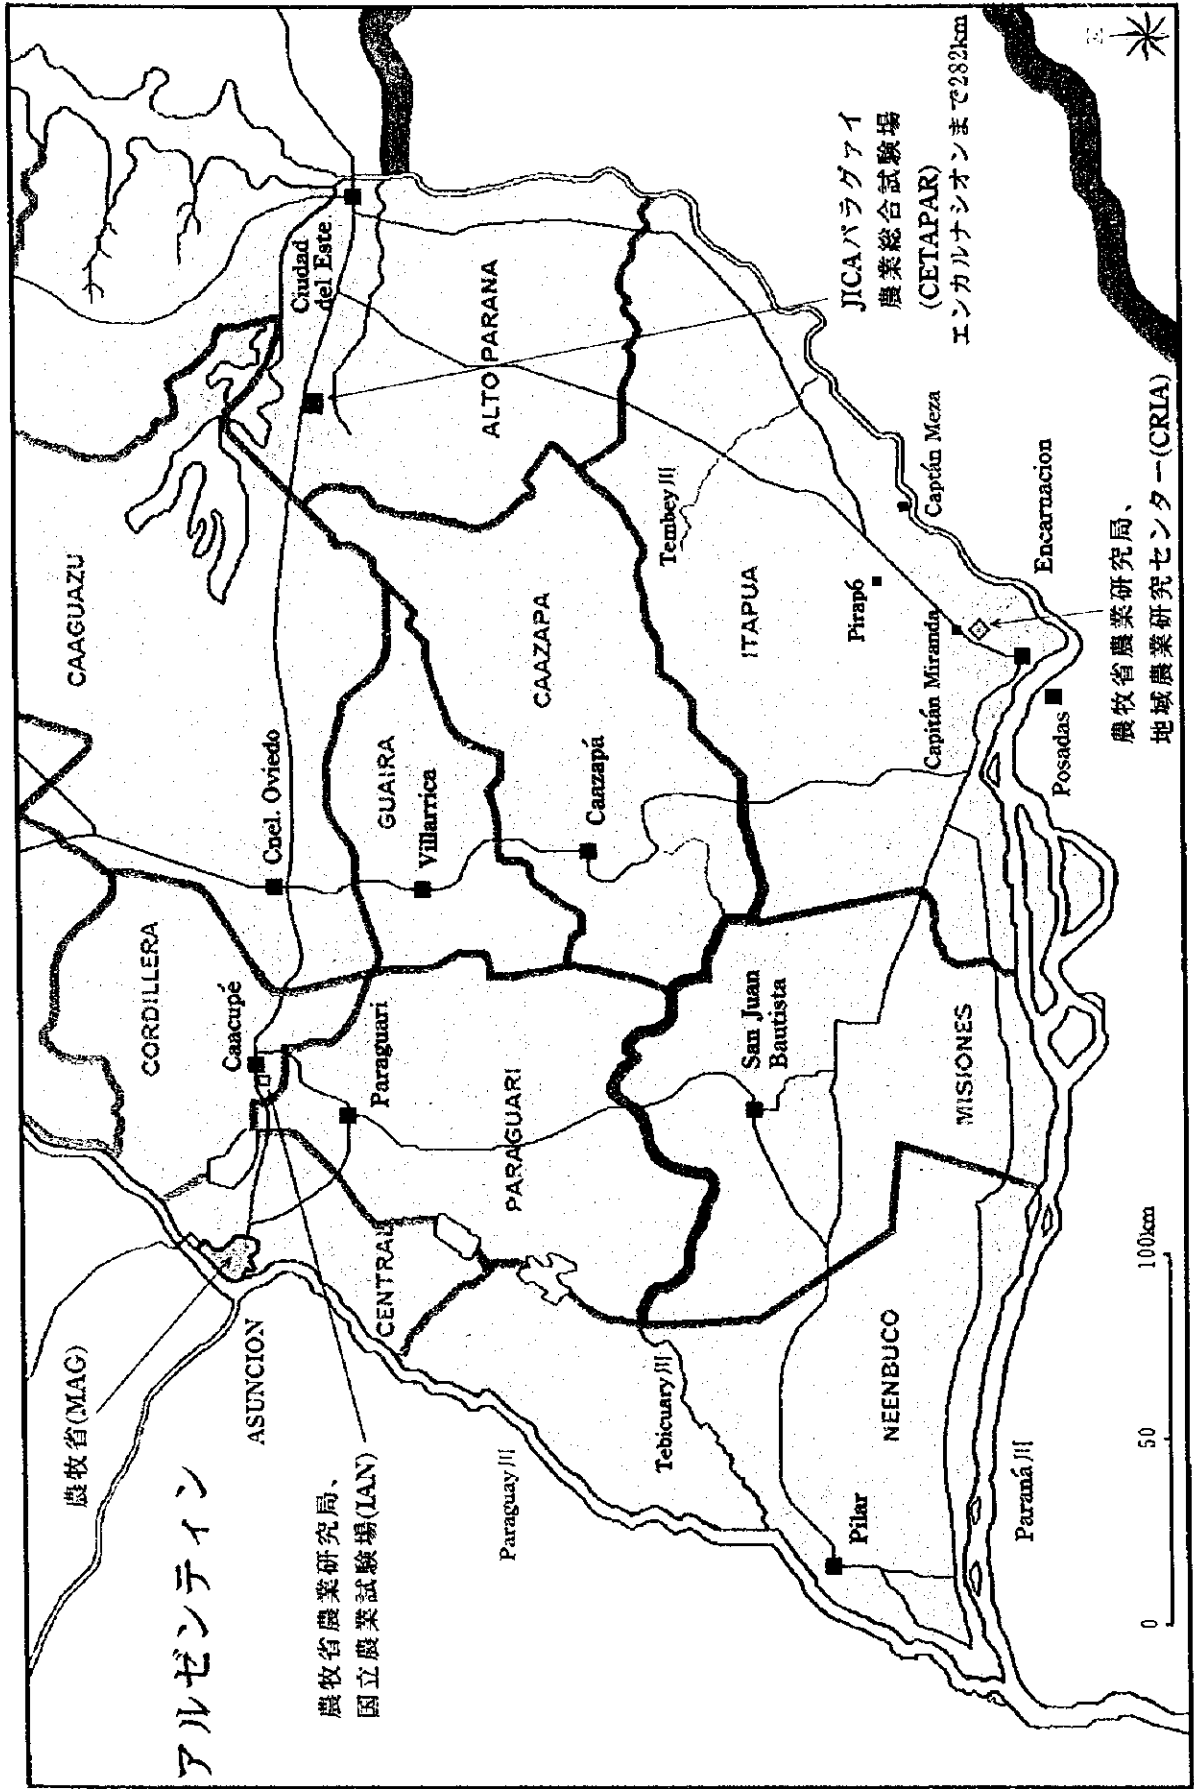 アルゼンティン
農牧省(MAG)
ASUNCION
農牧省農業研究局、
国立農業試験場(IAN)
CORDILLERA
Caacupé
CAAGUAZU
Cnel. Oviedo
Ciudad
del Este
Paraguari
PARAGUARI
CENTRAL
GUAIRA
Villarrica
CAAZAPA
Caazapá
ALTO PARANA
Paraguay川
Tebicuary川
San Juan
Bautista
MISIONES
NEENBUCO
Pilar
Paraná川
ITAPUA
Tembey川
Pirapó
Capitán Miranda
Captán Meza
Encarnacion
Posadas
JICAパラグァイ
農業総合試験場
(CETAPAR)
エンカルナシオンまで282km
農牧省農業研究局、
地域農業研究センター(CRIA)
0 50 100km
N